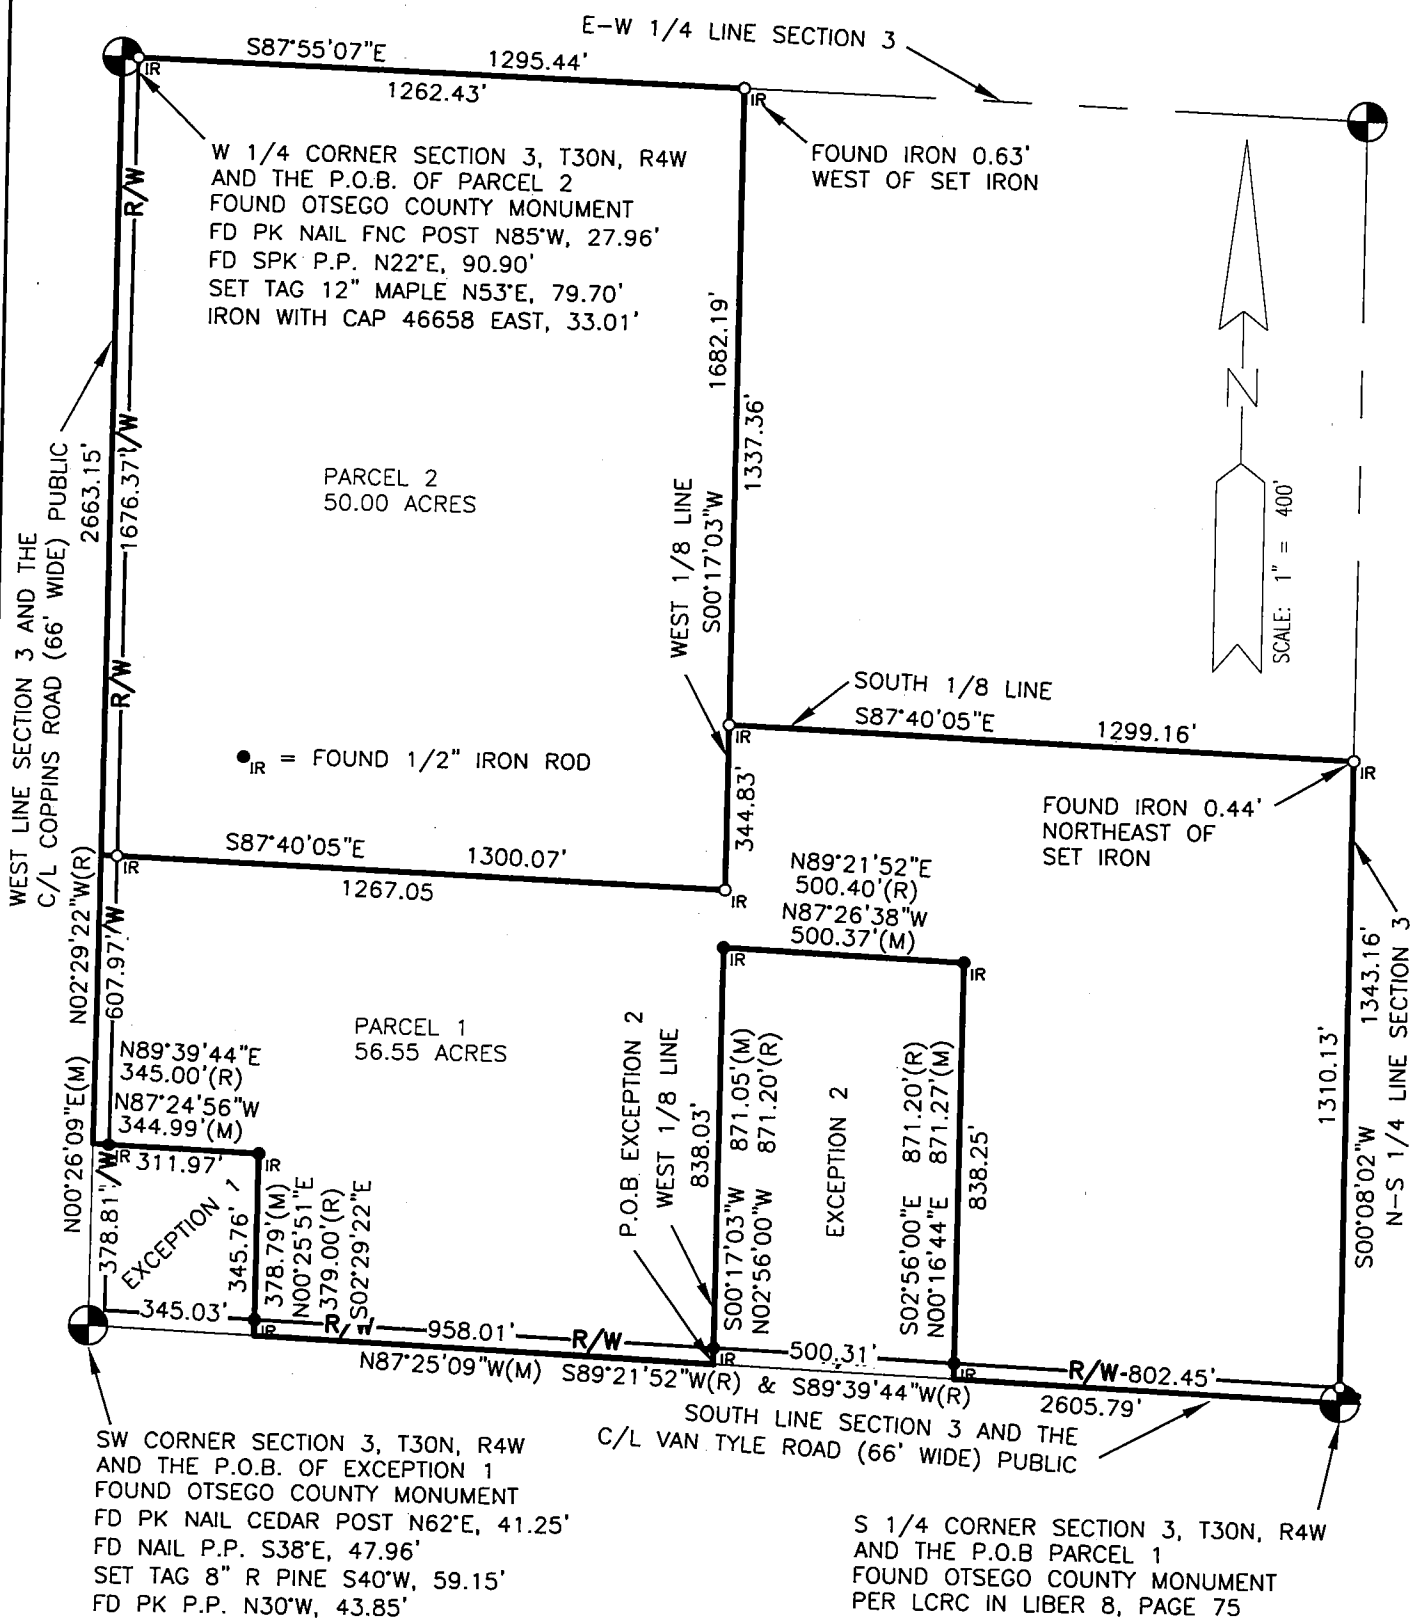 E-W 1/4 LINE SECTION 3
S87°55'07"E 1295.44'
1262.43'
IR
IR
W 1/4 CORNER SECTION 3, T30N, R4W
AND THE P.O.B. OF PARCEL 2
FOUND OTSEGO COUNTY MONUMENT
FD PK NAIL FNC POST N85°W, 27.96'
FD SPK P.P. N22°E, 90.90'
SET TAG 12" MAPLE N53°E, 79.70'
IRON WITH CAP 46658 EAST, 33.01'
FOUND IRON 0.63'
WEST OF SET IRON
R/W
R/W
R/W
WEST LINE SECTION 3 AND THE
C/L COPPINS ROAD (66' WIDE) PUBLIC
2663.15'
1676.37'
PARCEL 2
50.00 ACRES
1682.19'
1337.36'
WEST 1/8 LINE
S00°17'03"W
N
SCALE: 1" = 400'
SOUTH 1/8 LINE
S87°40'05"E 1299.16'
IR
IR
IR = FOUND 1/2" IRON ROD
344.83'
FOUND IRON 0.44'
NORTHEAST OF
SET IRON
S87°40'05"E 1300.07'
1267.05
IR
IR
N89°21'52"E
500.40'(R)
N87°26'38"W
500.37'(M)
IR
IR
N00°26'09"E(M) N02°29'22"W(R)
607.97'
R/W
PARCEL 1
56.55 ACRES
N89°39'44"E
345.00'(R)
N87°24'56"W
344.99'(M)
IR
311.97'
IR
378.81'
R/W
EXCEPTION 1
345.76'
378.79'(M)
N00°25'51"E
379.00'(R)
S02°29'22"E
P.O.B. EXCEPTION 2
WEST 1/8 LINE
838.03'
S00°17'03"W 871.05'(M)
N02°56'00"W 871.20'(R)
EXCEPTION 2
S02°56'00"E 871.20'(R)
N00°16'44"E 871.27'(M)
838.25'
1310.13'
1343.16'
S00°08'02"W
N-S 1/4 LINE SECTION 3
345.03'
IR
R/W
958.01'
R/W
IR
500.31'
IR
R/W
802.45'
N87°25'09"W(M) S89°21'52"W(R) & S89°39'44"W(R)
2605.79'
SOUTH LINE SECTION 3 AND THE
C/L VAN TYLE ROAD (66' WIDE) PUBLIC
SW CORNER SECTION 3, T30N, R4W
AND THE P.O.B. OF EXCEPTION 1
FOUND OTSEGO COUNTY MONUMENT
FD PK NAIL CEDAR POST N62°E, 41.25'
FD NAIL P.P. S38°E, 47.96'
SET TAG 8" R PINE S40°W, 59.15'
FD PK P.P. N30°W, 43.85'
S 1/4 CORNER SECTION 3, T30N, R4W
AND THE P.O.B PARCEL 1
FOUND OTSEGO COUNTY MONUMENT
PER LCRC IN LIBER 8, PAGE 75